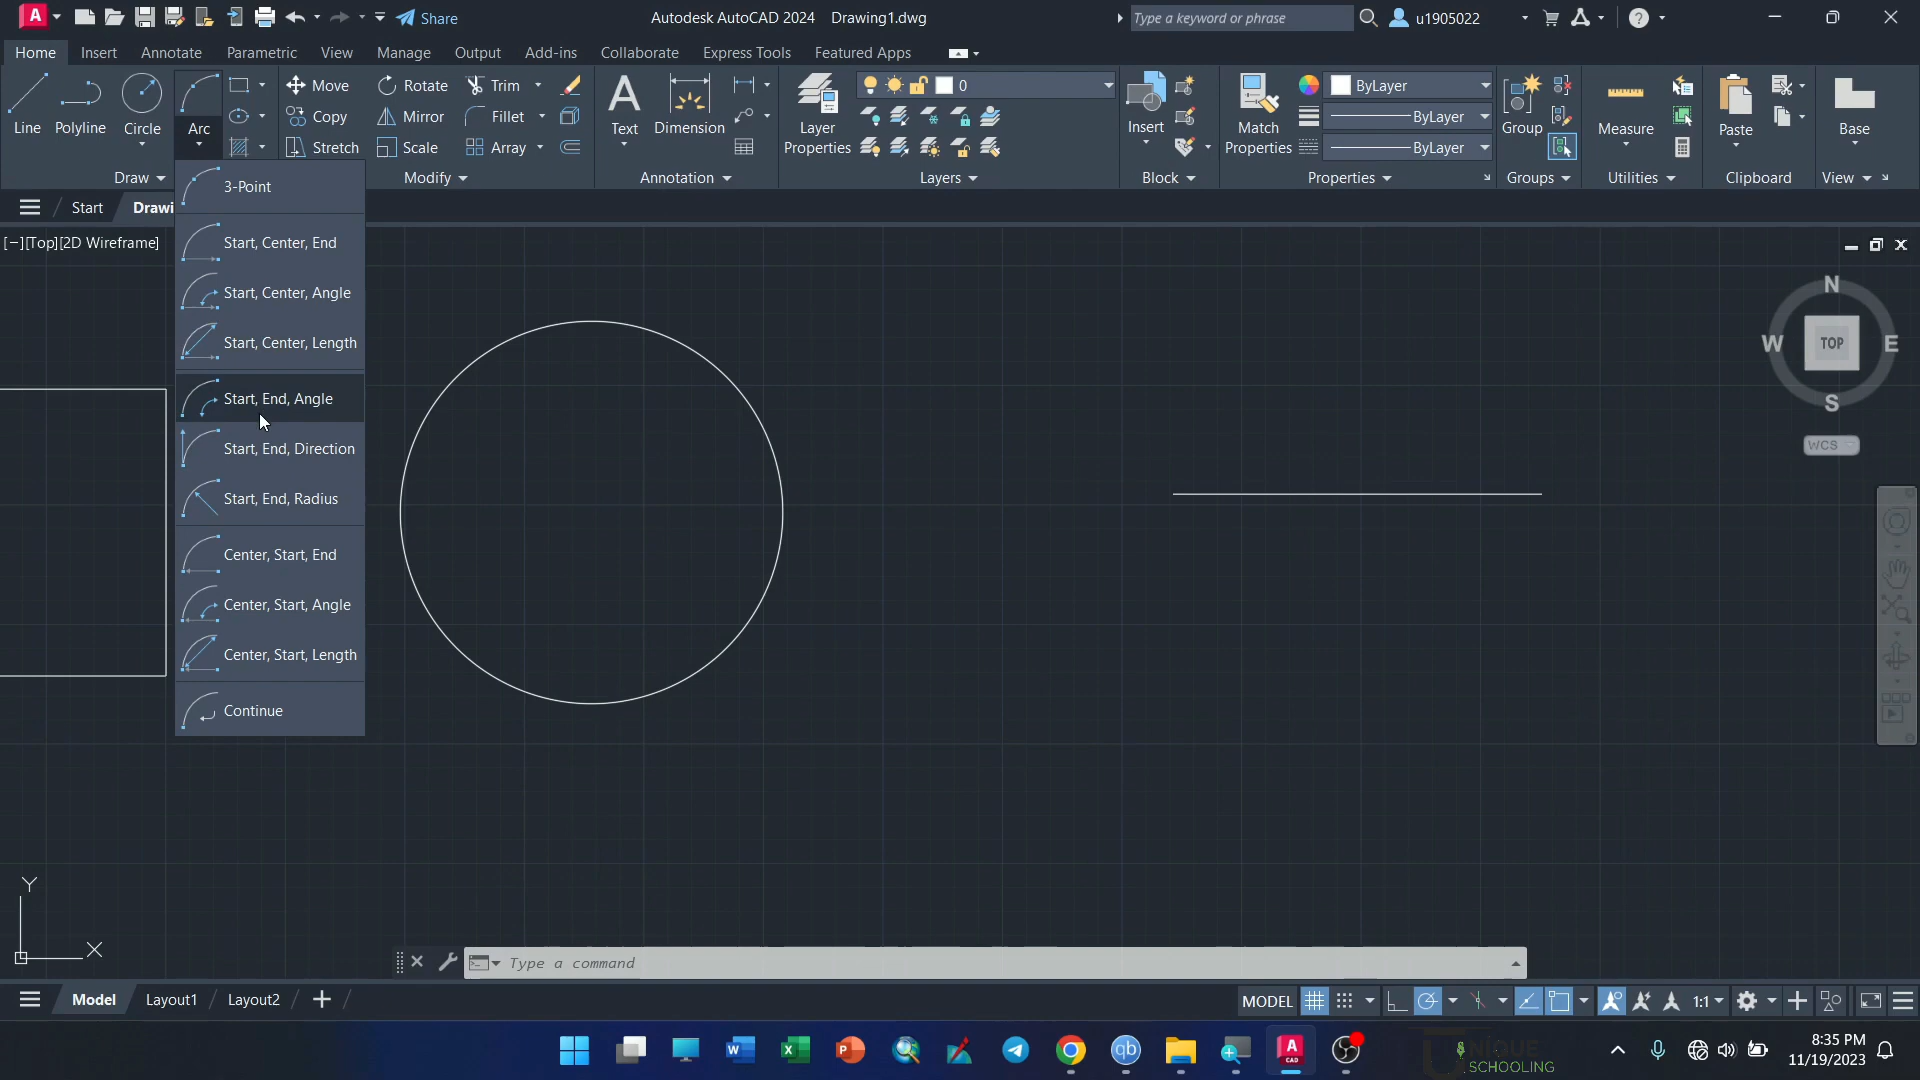 Share
Autodesk AutoCAD 2024 Drawing1.dwg
Type a keyword or phrase
u1905022
Home Insert Annotate Parametric View Manage Output Add-ins Collaborate Express Tools Featured Apps
Line
Polyline
Circle
Arc
Move
Copy
Stretch
Rotate
Mirror
Scale
Trim
Fillet
Array
Text
Dimension
Layer
Properties
0
Insert
Match
Properties
ByLayer
ByLayer
ByLayer
Group
Measure
Paste
Base
Draw
Modify
Annotation
Layers
Block
Properties
Groups
Utilities
Clipboard
View
Start
Drawi
[−][Top][2D Wireframe]
3-Point
Start, Center, End
Start, Center, Angle
Start, Center, Length
Start, End, Angle
Start, End, Direction
Start, End, Radius
Center, Start, End
Center, Start, Angle
Center, Start, Length
Continue
N
W
TOP
E
S
WCS
Y
X
Type a command
Model Layout1 Layout2
MODEL
1:1
UNIQUE
SCHOOLING
8:35 PM
11/19/2023